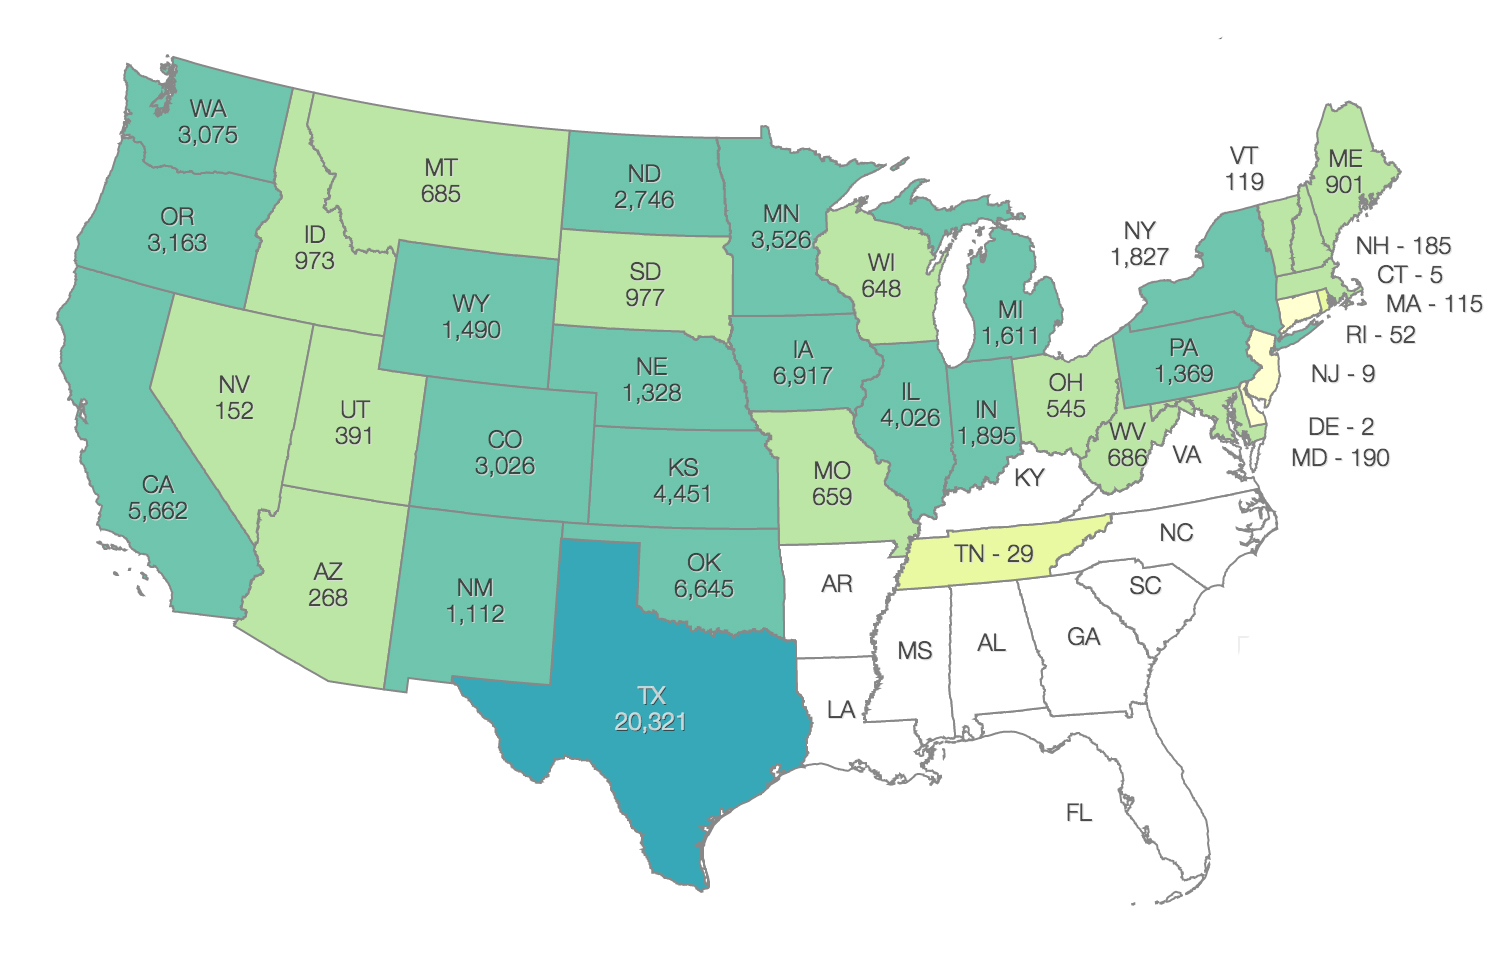 WA
3,075
MT
685
ND
2,746
MN
3,526
VT
119
ME
901
OR
3,163
ID
973
SD
977
WI
648
NY
1,827
NH - 185
CT - 5
MA - 115
RI - 52
WY
1,490
MI
1,611
IA
6,917
PA
1,369
NE
1,328
NJ - 9
NV
152
UT
391
IL
4,026
IN
1,895
OH
545
DE - 2
MD - 190
CO
3,026
KS
4,451
MO
659
KY
WV
686
VA
CA
5,662
AZ
268
NM
1,112
OK
6,645
AR
TN - 29
NC
SC
TX
20,321
LA
MS
AL
GA
FL